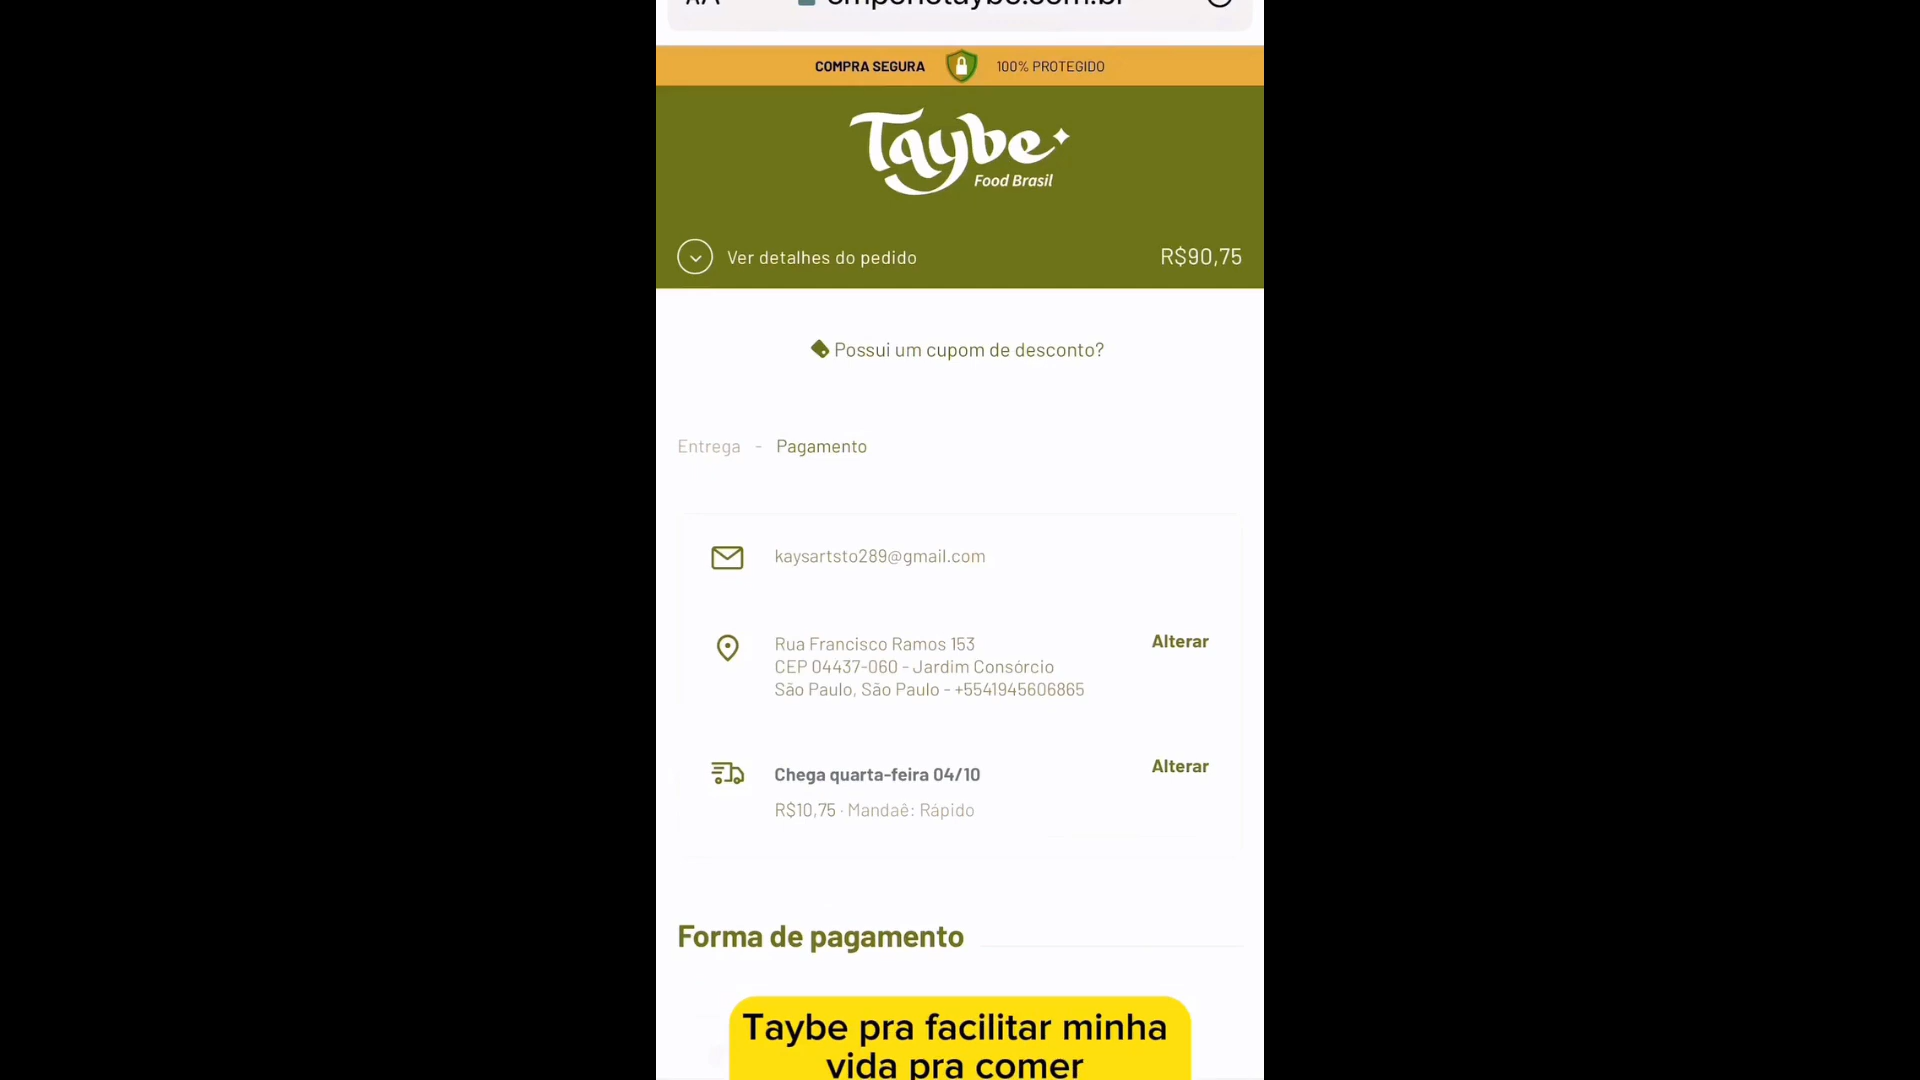 COMPRA SEGURA 100% PROTEGIDO
Taybe
Food Brasil
Ver detalhes do pedido R$90,75
Possui um cupom de desconto?
Entrega - Pagamento
kaysartsto289@gmail.com
Rua Francisco Ramos 153 Alterar
CEP 04437-060 - Jardim Consórcio
São Paulo, São Paulo - +5541945606865
Chega quarta-feira 04/10 Alterar
R$10,75 · Mandaê: Rápido
Forma de pagamento
Taybe pra facilitar minha
vida pra comer